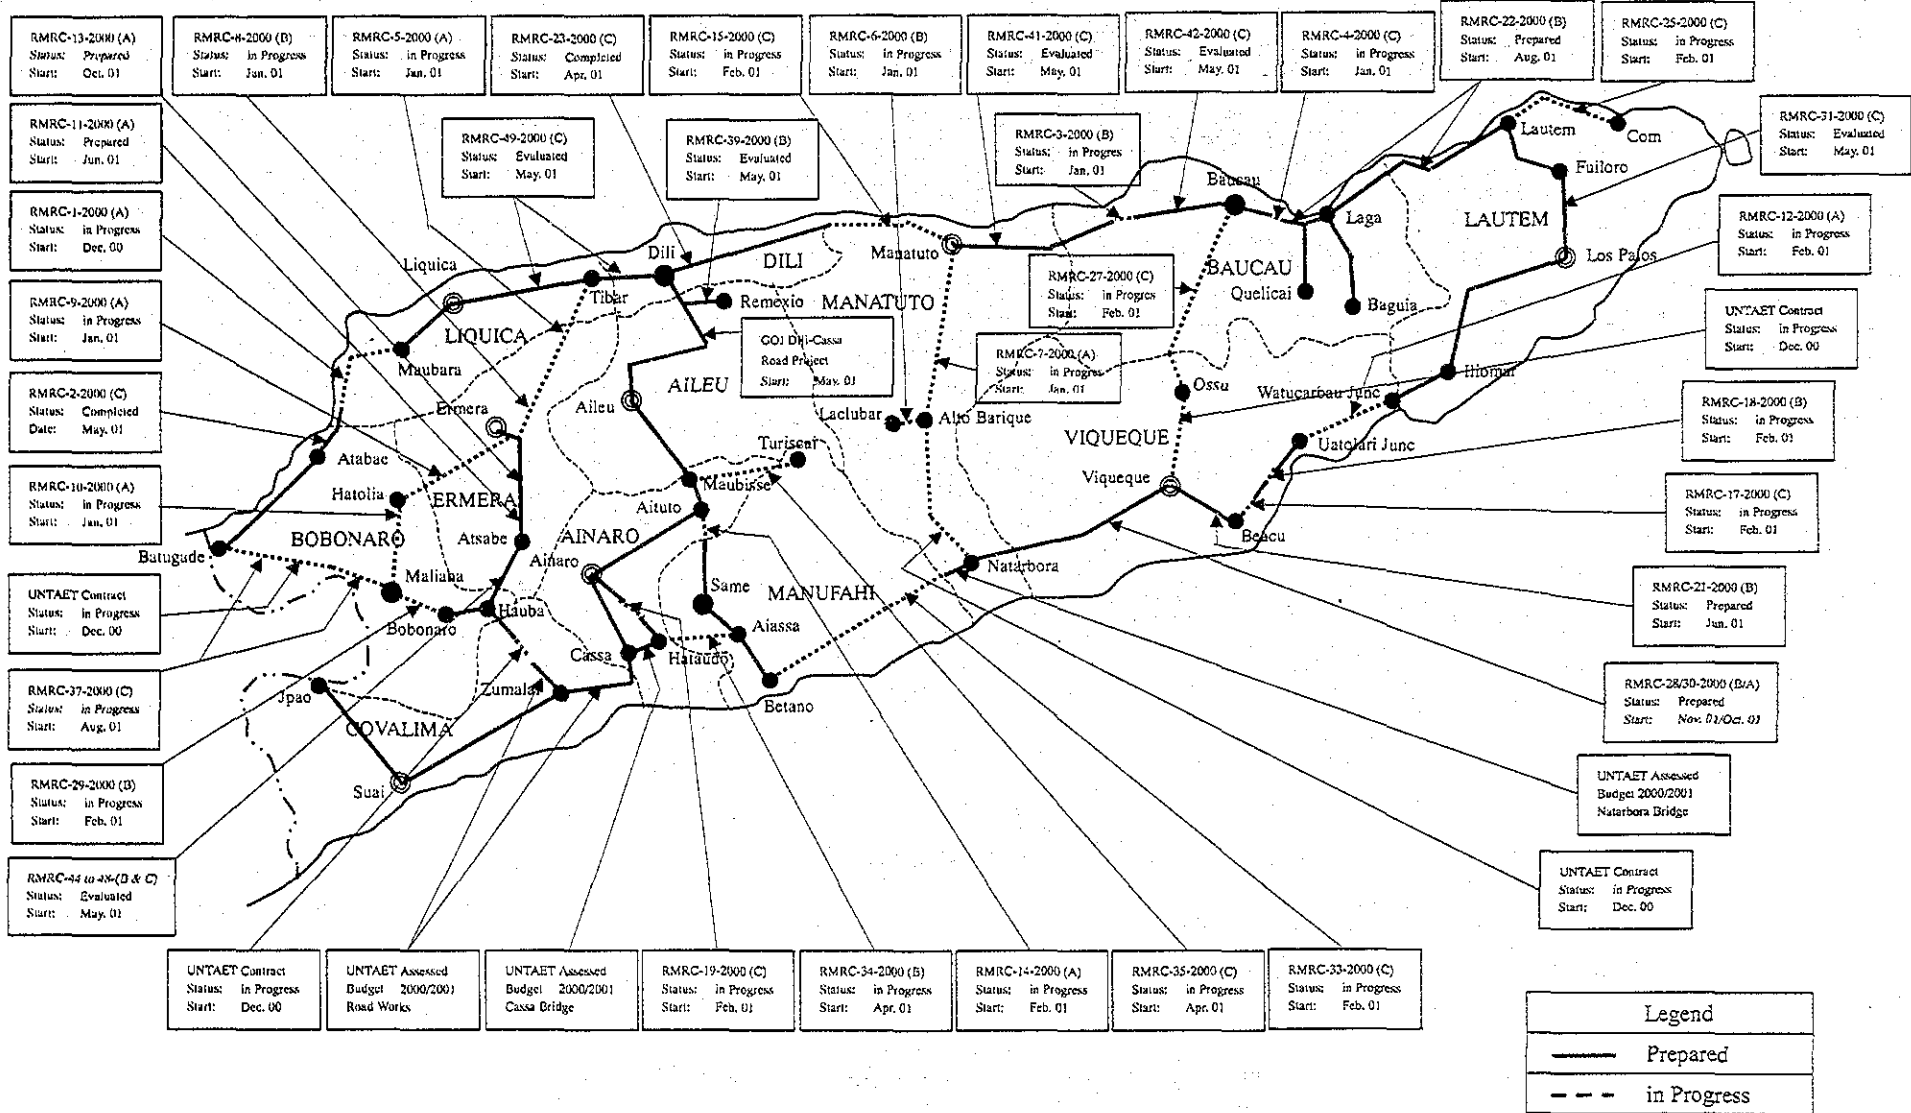 RMRC-13-2000 (A)
Status: Prepared
Start: Oct. 01
RMRC-8-2000 (B)
Status: in Progress
Start: Jun. 01
RMRC-5-2000 (A)
Status: in Progress
Start: Jan. 01
RMRC-23-2000 (C)
Status: Completed
Start: Apr. 01
RMRC-15-2000 (C)
Status: in Progress
Start: Feb. 01
RMRC-6-2000 (B)
Status: in Progress
Start: Jan. 01
RMRC-41-2000 (C)
Status: Evaluated
Start: May. 01
RMRC-42-2000 (C)
Status: Evaluated
Start: May. 01
RMRC-4-2000 (C)
Status: in Progress
Start: Jan. 01
RMRC-22-2000 (B)
Status: Prepared
Start: Aug. 01
RMRC-25-2000 (C)
Status: in Progress
Start: Feb. 01
RMRC-11-2000 (A)
Status: Prepared
Start: Jun. 01
RMRC-49-2000 (C)
Status: Evaluated
Start: May. 01
RMRC-39-2000 (B)
Status: Evaluated
Start: May. 01
RMRC-3-2000 (B)
Status: in Progres
Start: Jan. 01
RMRC-31-2000 (C)
Status: Evaluated
Start: May. 01
Lautem
Com
Fuiloro
LAUTEM
Los Palos
Baucau
Laga
RMRC-1-2000 (A)
Status: in Progress
Start: Dec. 00
RMRC-12-2000 (A)
Status: in Progress
Start: Feb. 01
Liquica
Dili
DILI
Manatuto
Tibar
Remexio
MANATUTO
RMRC-27-2000 (C)
Status: in Progres
Start: Feb. 01
BAUCAU
Quelicai
Baguia
RMRC-9-2000 (A)
Status: in Progress
Start: Jan. 01
UNTAET Contract
Status: in Progress
Start: Dec. 00
LIQUICA
Maubara
GOJ Dili-Cassa
Road Project
Start: May. 01
RMRC-7-2000 (A)
Status: in Progres
Start: Jan. 01
AILEU
Aileu
Ossu
Iliomar
Watucarbau Junc
RMRC-2-2000 (C)
Status: Completed
Date: May. 01
RMRC-18-2000 (B)
Status: in Progress
Start: Feb. 01
Ermera
Laclubar
Alto Barique
VIQUEQUE
Uatolari Junc
Turiscai
Atabae
Maubisse
Viqueque
RMRC-10-2000 (A)
Status: in Progress
Start: Jan. 01
RMRC-17-2000 (C)
Status: in Progress
Start: Feb. 01
Hatolia
ERMERA
Aituto
BOBONARO
Atsabe
AINARO
Beacu
Batugade
Ainaro
Natarbora
UNTAET Contract
Status: in Progress
Start: Dec. 00
Maliana
Same
MANUFAHI
RMRC-21-2000 (B)
Status: Prepared
Start: Jun. 01
Bobonaro
Hauba
Aiassa
Cassa
Hataudo
RMRC-37-2000 (C)
Status: in Progress
Start: Aug. 01
RMRC-28/30-2000 (B/A)
Status: Prepared
Start: Nov. 01/Oct. 01
Jpao
Zumalai
Betano
COVALIMA
RMRC-29-2000 (B)
Status: in Progress
Start: Feb. 01
UNTAET Assessed
Budget 2000/2001
Natarbora Bridge
Suai
RMRC-44 to 48-(B & C)
Status: Evaluated
Start: May. 01
UNTAET Contract
Status: in Progress
Start: Dec. 00
UNTAET Contract
Status: in Progress
Start: Dec. 00
UNTAET Assessed
Budget 2000/2001
Road Works
UNTAET Assessed
Budget 2000/2001
Cassa Bridge
RMRC-19-2000 (C)
Status: in Progress
Start: Feb. 01
RMRC-34-2000 (B)
Status: in Progress
Start: Apr. 01
RMRC-14-2000 (A)
Status: in Progress
Start: Feb. 01
RMRC-35-2000 (C)
Status: in Progress
Start: Apr. 01
RMRC-33-2000 (C)
Status: in Progress
Start: Feb. 01
Legend
Prepared
in Progress